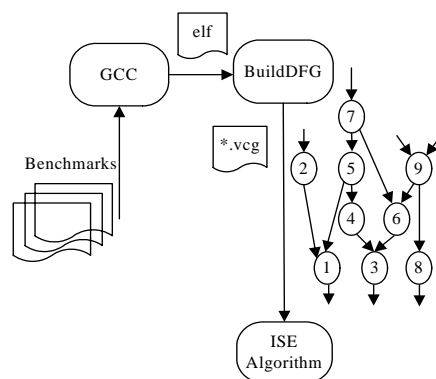 elf
GCC
BuildDFG
*.vcg
Benchmarks
7
2
5
9
4
6
1
3
8
ISE
Algorithm